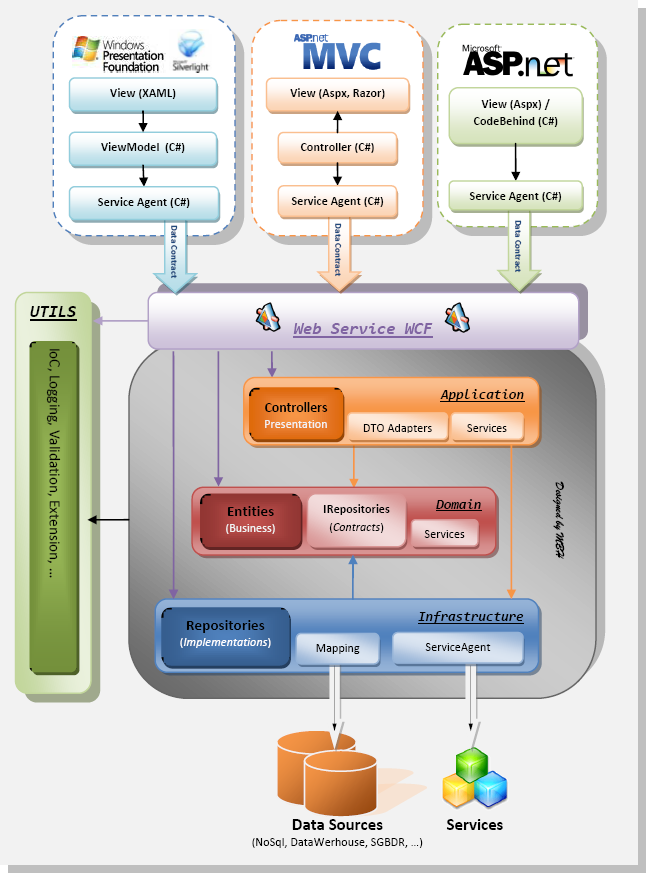 Windows
Presentation
Foundation
Microsoft
Silverlight
View (XAML)
ViewModel (C#)
Service Agent (C#)
Data Contract
ASP.net
MVC
View (Aspx, Razor)
Controller (C#)
Service Agent (C#)
Data Contract
Microsoft
ASP.net
View (Aspx) /
CodeBehind (C#)
Service Agent (C#)
Data Contract
UTILS
IoC, Logging, Validation, Extension, ...
Web Service WCF
Application
Controllers
Presentation
DTO Adapters
Services
Domain
Entities
(Business)
IRepositories
(Contracts)
Services
Designed by MBH
Infrastructure
Repositories
(Implementations)
Mapping
ServiceAgent
Data Sources
(NoSql, DataWerhouse, SGBDR, ...)
Services